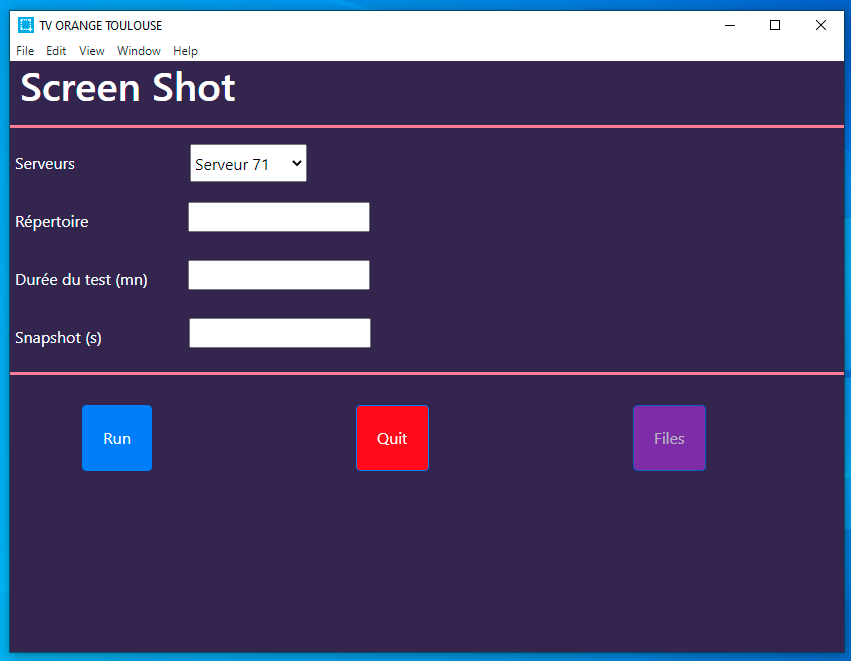 TV ORANGE TOULOUSE
File Edit View Window Help
Screen Shot
Serveurs Serveur 71
Répertoire
Durée du test (mn)
Snapshot (s)
Run Quit Files